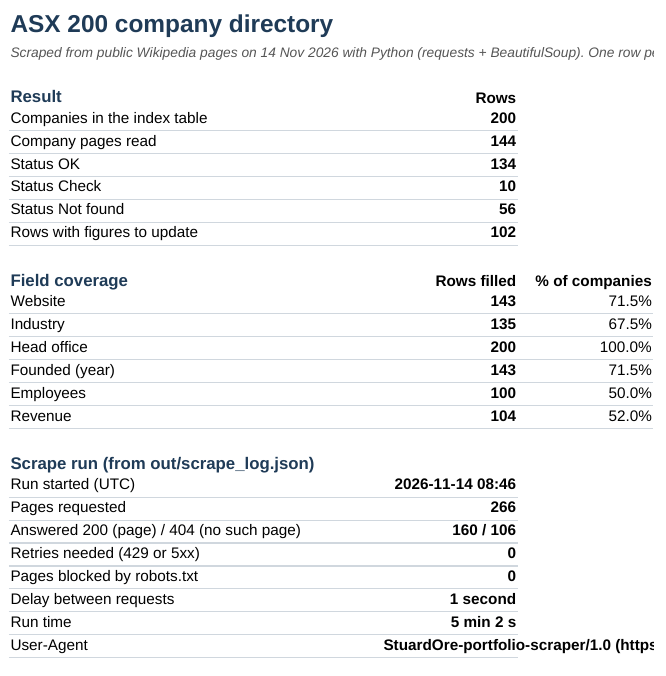 ASX 200 company directory
Scraped from public Wikipedia pages on 14 Nov 2026 with Python (requests + BeautifulSoup). One row
Result Rows
Companies in the index table 200
Company pages read 144
Status OK 134
Status Check 10
Status Not found 56
Rows with figures to update 102
Field coverage Rows filled % of companies
Website 143 71.5%
Industry 135 67.5%
Head office 200 100.0%
Founded (year) 143 71.5%
Employees 100 50.0%
Revenue 104 52.0%
Scrape run (from out/scrape_log.json)
Run started (UTC) 2026-11-14 08:46
Pages requested 266
Answered 200 (page) / 404 (no such page) 160 / 106
Retries needed (429 or 5xx) 0
Pages blocked by robots.txt 0
Delay between requests 1 second
Run time 5 min 2 s
User-Agent StuardOre-portfolio-scraper/1.0 (https